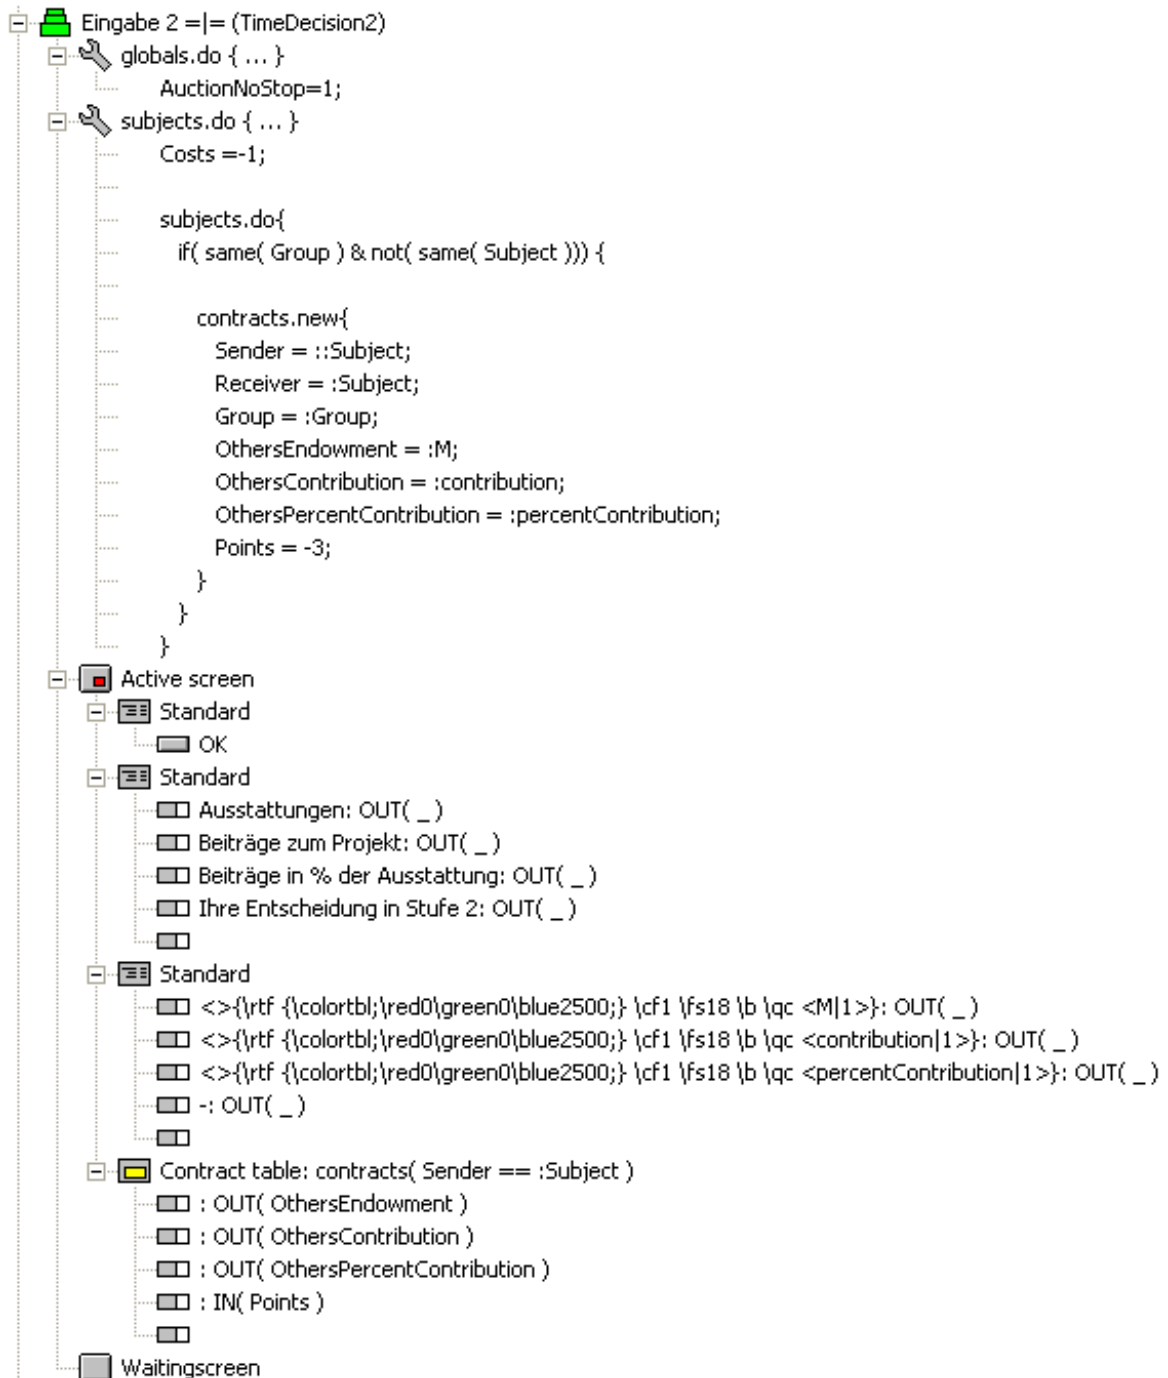 Eingabe 2 =|= (TimeDecision2)
globals.do { ... }
AuctionNoStop=1;
subjects.do { ... }
Costs =-1;
subjects.do{
if( same( Group ) & not( same( Subject ))) {
contracts.new{
Sender = ::Subject;
Receiver = :Subject;
Group = :Group;
OthersEndowment = :M;
OthersContribution = :contribution;
OthersPercentContribution = :percentContribution;
Points = -3;
}
}
}
Active screen
Standard
OK
Standard
Ausstattungen: OUT( _ )
Beiträge zum Projekt: OUT( _ )
Beiträge in % der Ausstattung: OUT( _ )
Ihre Entscheidung in Stufe 2: OUT( _ )
Standard
<>{\rtf {\colortbl;\red0\green0\blue2500;} \cf1 \fs18 \b \qc <M|1>}: OUT( _ )
<>{\rtf {\colortbl;\red0\green0\blue2500;} \cf1 \fs18 \b \qc <contribution|1>}: OUT( _ )
<>{\rtf {\colortbl;\red0\green0\blue2500;} \cf1 \fs18 \b \qc <percentContribution|1>}: OUT( _ )
-: OUT( _ )
Contract table: contracts( Sender == :Subject )
: OUT( OthersEndowment )
: OUT( OthersContribution )
: OUT( OthersPercentContribution )
: IN( Points )
Waitingscreen